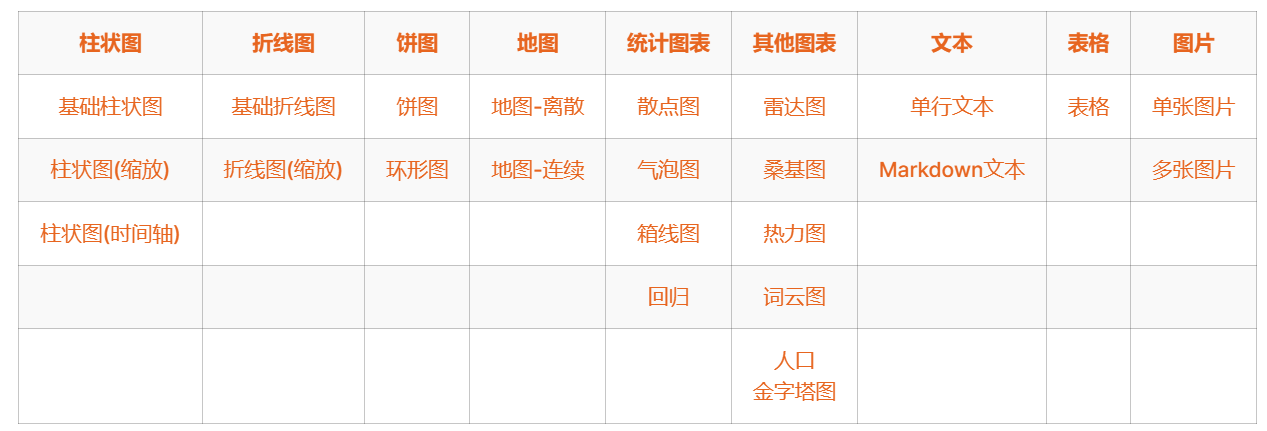 柱状图 折线图 饼图 地图 统计图表 其他图表 文本 表格 图片
基础柱状图 基础折线图 饼图 地图-离散 散点图 雷达图 单行文本 表格 单张图片
柱状图(缩放) 折线图(缩放) 环形图 地图-连续 气泡图 桑基图 Markdown文本 多张图片
柱状图(时间轴) 箱线图 热力图
回归 词云图
人口
金字塔图